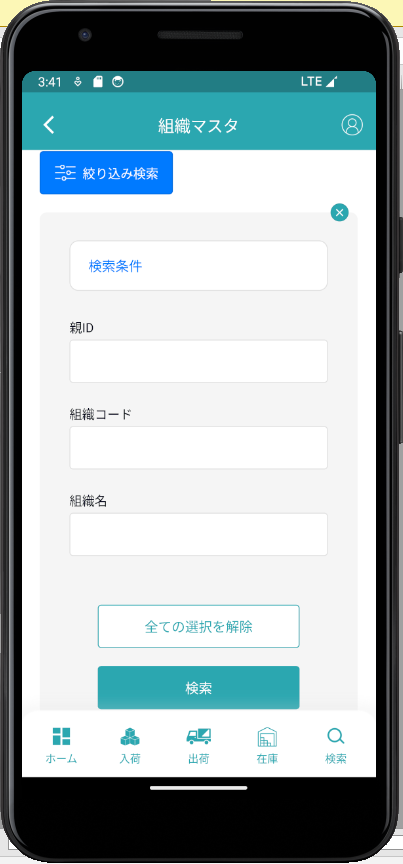 3:41 LTE
組織マスタ
絞り込み検索
検索条件
親ID
組織コード
組織名
全ての選択を解除
検索
ホーム 入荷 出荷 在庫 検索